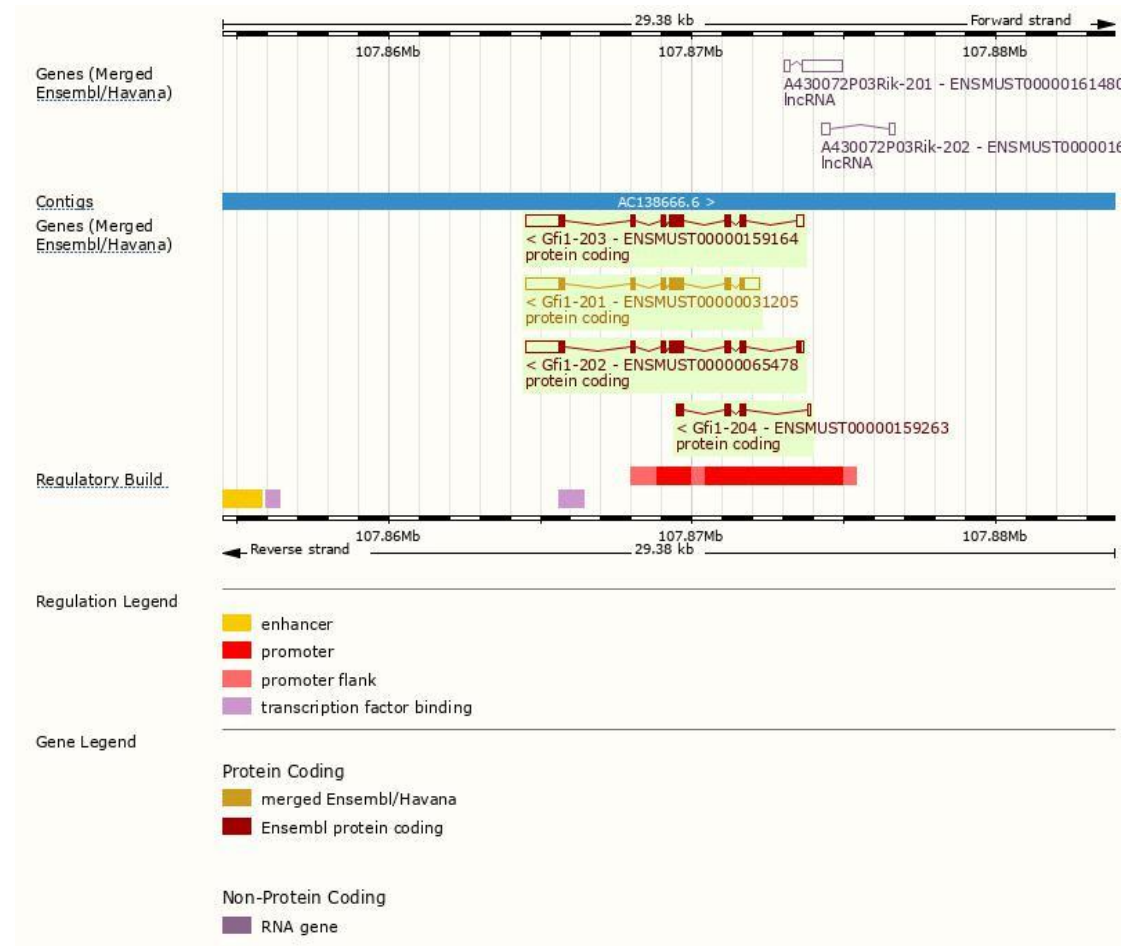 29.38 kb Forward strand
107.86Mb 107.87Mb 107.88Mb
Genes (Merged
Ensembl/Havana)
A430072P03Rik-201 - ENSMUST00000161480
lncRNA
A430072P03Rik-202 - ENSMUST0000016
lncRNA
Contigs
AC138666.6 >
Genes (Merged
Ensembl/Havana)
< Gfi1-203 - ENSMUST00000159164
protein coding
< Gfi1-201 - ENSMUST00000031205
protein coding
< Gfi1-202 - ENSMUST00000065478
protein coding
< Gfi1-204 - ENSMUST00000159263
protein coding
Regulatory Build
107.86Mb 107.87Mb 107.88Mb
Reverse strand 29.38 kb
Regulation Legend
enhancer
promoter
promoter flank
transcription factor binding
Gene Legend
Protein Coding
merged Ensembl/Havana
Ensembl protein coding
Non-Protein Coding
RNA gene